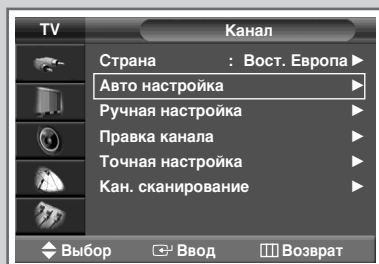 TV Канал
Страна : Вост. Европа ►
Авто настройка ►
Ручная настройка ►
Правка канала ►
Точная настройка ►
Кан. сканирование ►
Выбор Ввод Возврат